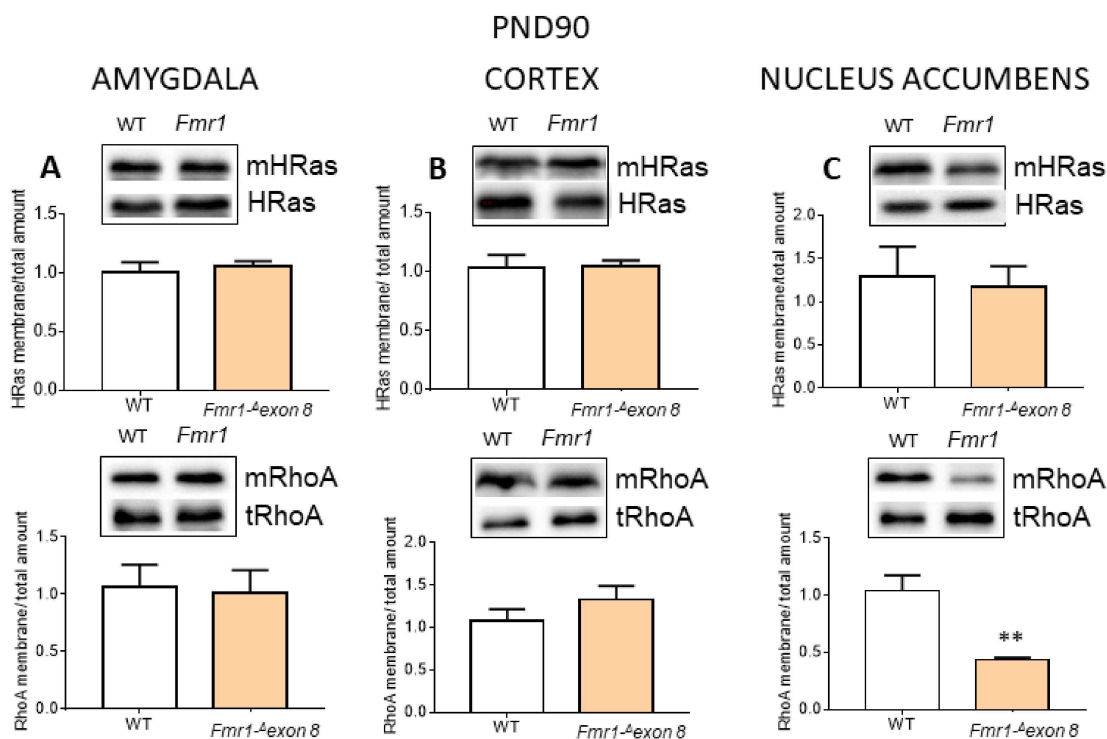 PND90
AMYGDALA
CORTEX
NUCLEUS ACCUMBENS
A
WT Fmr1
mHRas
HRas
HRas membrane/total amount
1.5
1.0
0.5
0.0
WT
Fmr1-Δexon 8
B
WT Fmr1
mHRas
HRas
HRas membrane/ total amount
1.5
1.0
0.5
0.0
WT
Fmr1-Δexon 8
C
WT Fmr1
mHRas
HRas
HRas membrane/total amount
2.0
1.5
1.0
0.5
0.0
WT
Fmr1-Δexon 8
WT Fmr1
mRhoA
tRhoA
RhoA membrane/ total amount
1.5
1.0
0.5
0.0
WT
Fmr1-Δexon 8
WT Fmr1
mRhoA
tRhoA
RhoA membrane/ total amount
2.0
1.5
1.0
0.5
0.0
WT
Fmr1-Δexon 8
WT Fmr1
mRhoA
tRhoA
RhoA membrane/ total amount
1.5
1.0
0.5
0.0
**
WT
Fmr1-Δexon 8